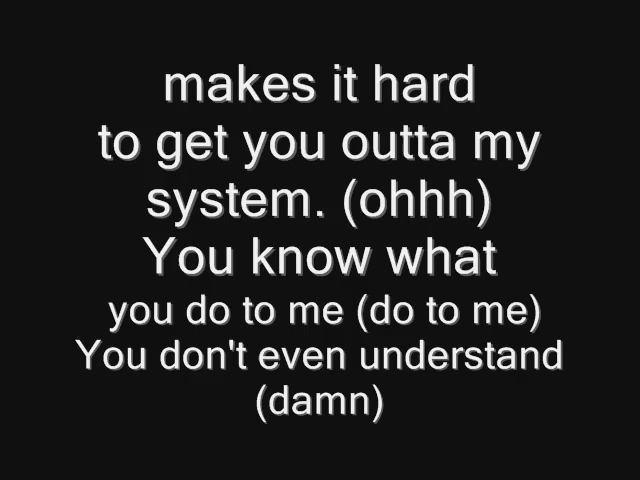 makes it hard
to get you outta my
system. (ohhh)
You know what
you do to me (do to me)
You don't even understand
(damn)